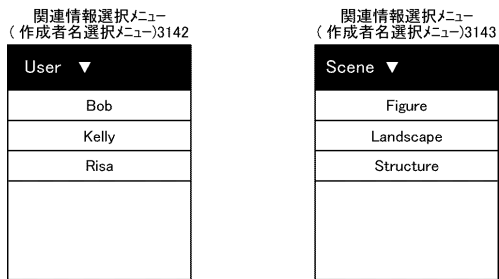 関連情報選択メニュー
(作成者名選択メニュー)3142
User ▼
Bob
Kelly
Risa
関連情報選択メニュー
(作成者名選択メニュー)3143
Scene ▼
Figure
Landscape
Structure